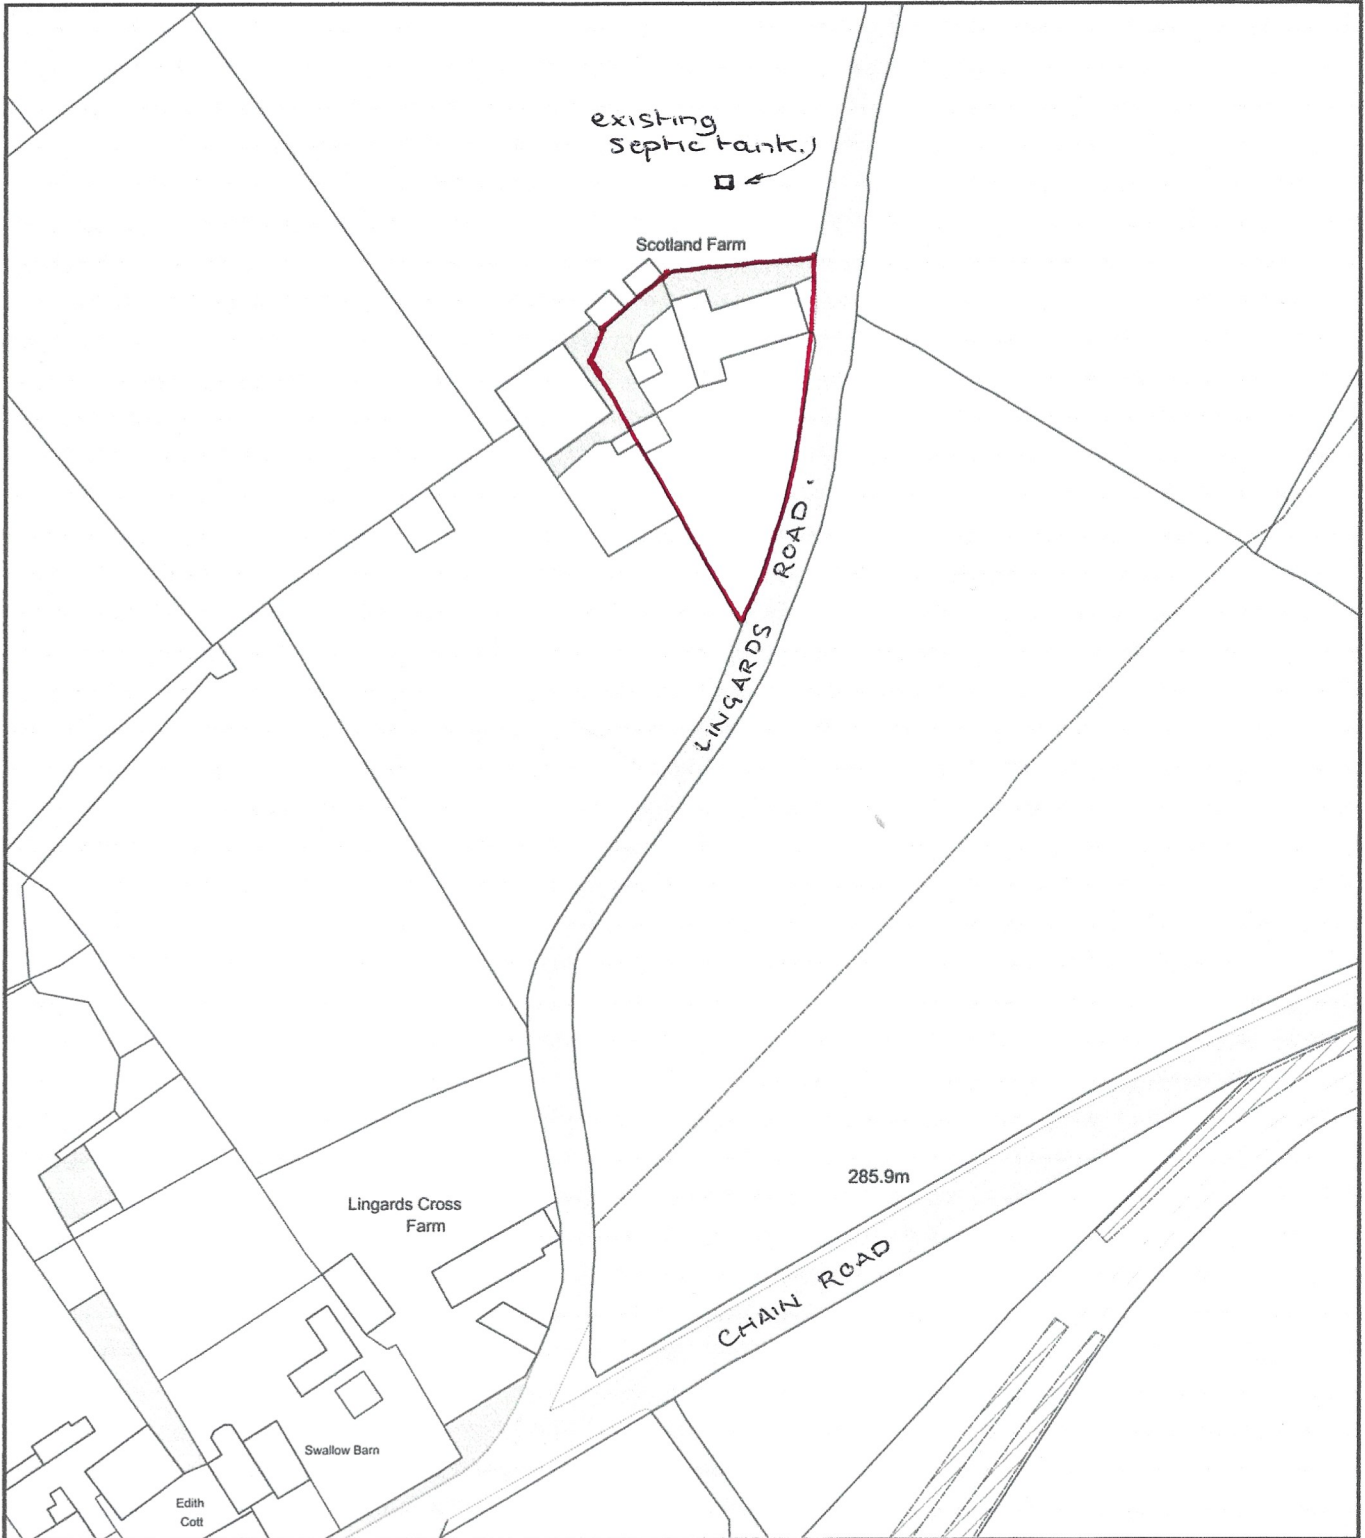 existing
septic tank.
Scotland Farm
LINGARDS ROAD.
285.9m
Lingards Cross
Farm
CHAIN ROAD
Swallow Barn
Edith
Cott